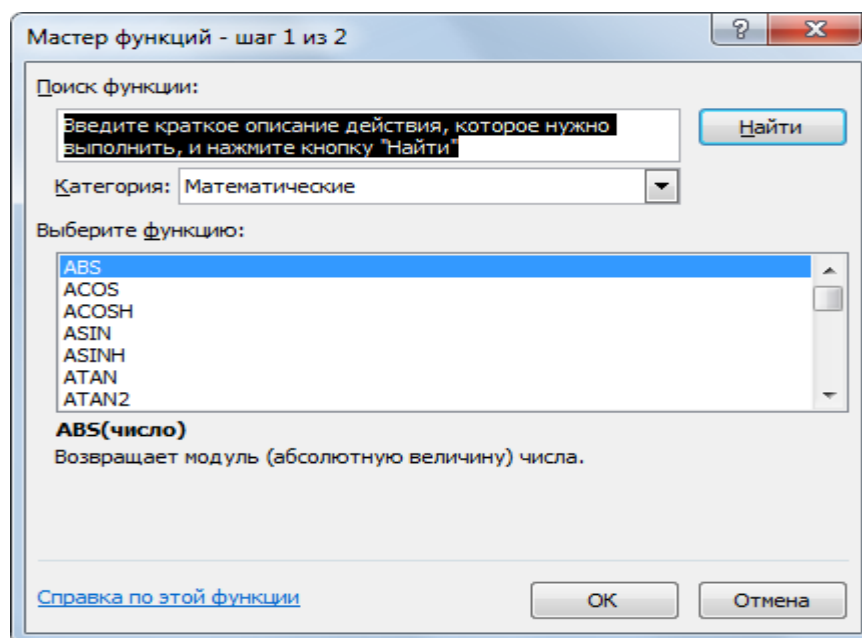 Мастер функций - шаг 1 из 2
Поиск функции:
Введите краткое описание действия, которое нужно
выполнить, и нажмите кнопку "Найти"
Найти
Категория: Математические
Выберите функцию:
ABS
ACOS
ACOSH
ASIN
ASINH
ATAN
ATAN2
ABS(число)
Возвращает модуль (абсолютную величину) числа.
Справка по этой функции
ОК
Отмена